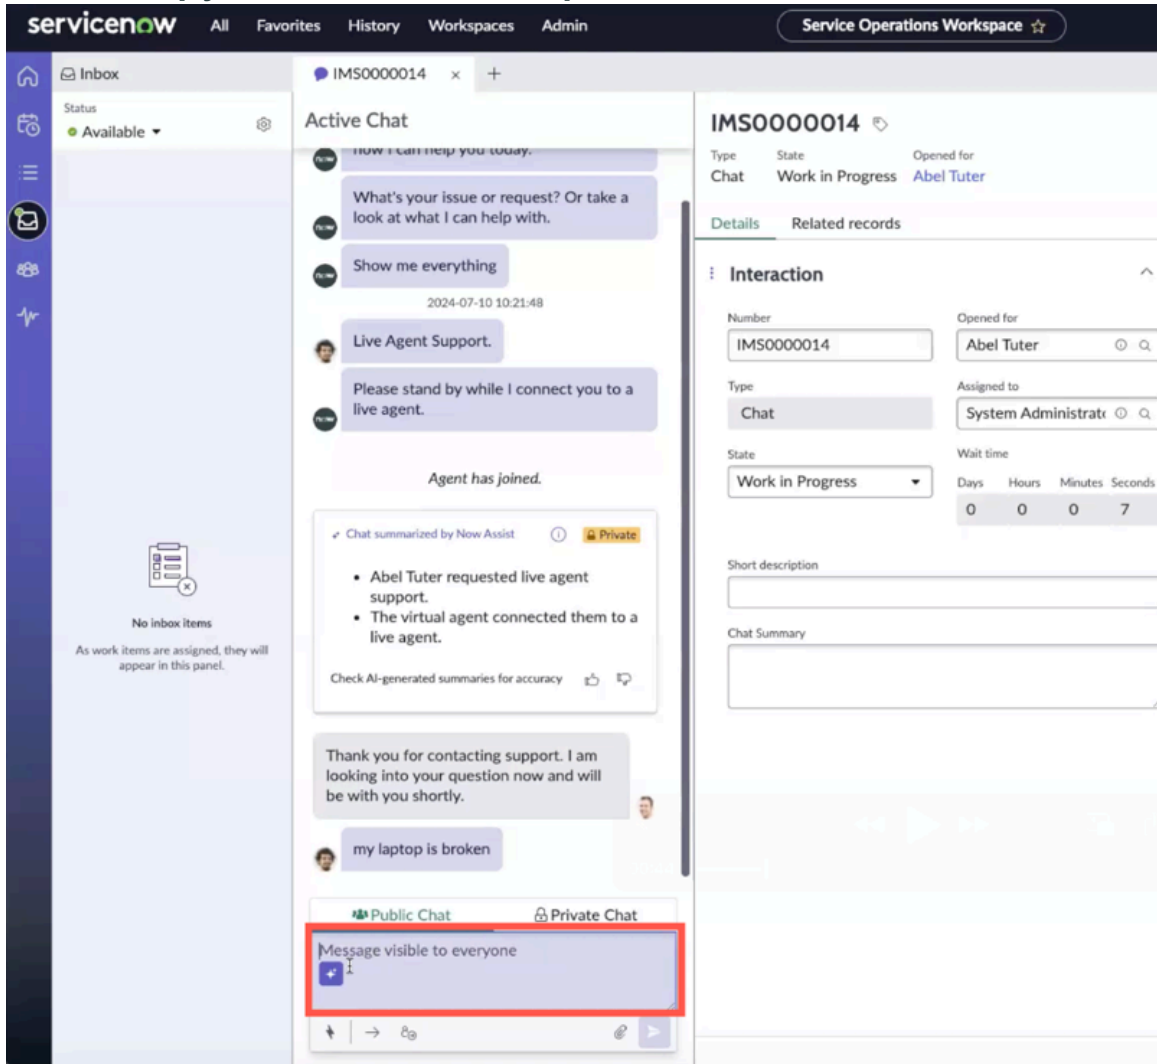 servicenow All Favorites History Workspaces Admin Service Operations Workspace
Inbox
IMS0000014 × +
Status
Available
Active Chat
how I can help you today.
What's your issue or request? Or take a
look at what I can help with.
Show me everything
2024-07-10 10:21:48
Live Agent Support.
Please stand by while I connect you to a
live agent.
Agent has joined.
Chat summarized by Now Assist Private
• Abel Tuter requested live agent
support.
• The virtual agent connected them to a
live agent.
Check AI-generated summaries for accuracy
Thank you for contacting support. I am
looking into your question now and will
be with you shortly.
my laptop is broken
Public Chat Private Chat
Message visible to everyone
No inbox items
As work items are assigned, they will
appear in this panel.
IMS0000014
Type State Opened for
Chat Work in Progress Abel Tuter
Details Related records
Interaction
Number
IMS0000014
Opened for
Abel Tuter
Type
Chat
Assigned to
System Administrat
State
Work in Progress
Wait time
Days Hours Minutes Seconds
0 0 0 7
Short description
Chat Summary